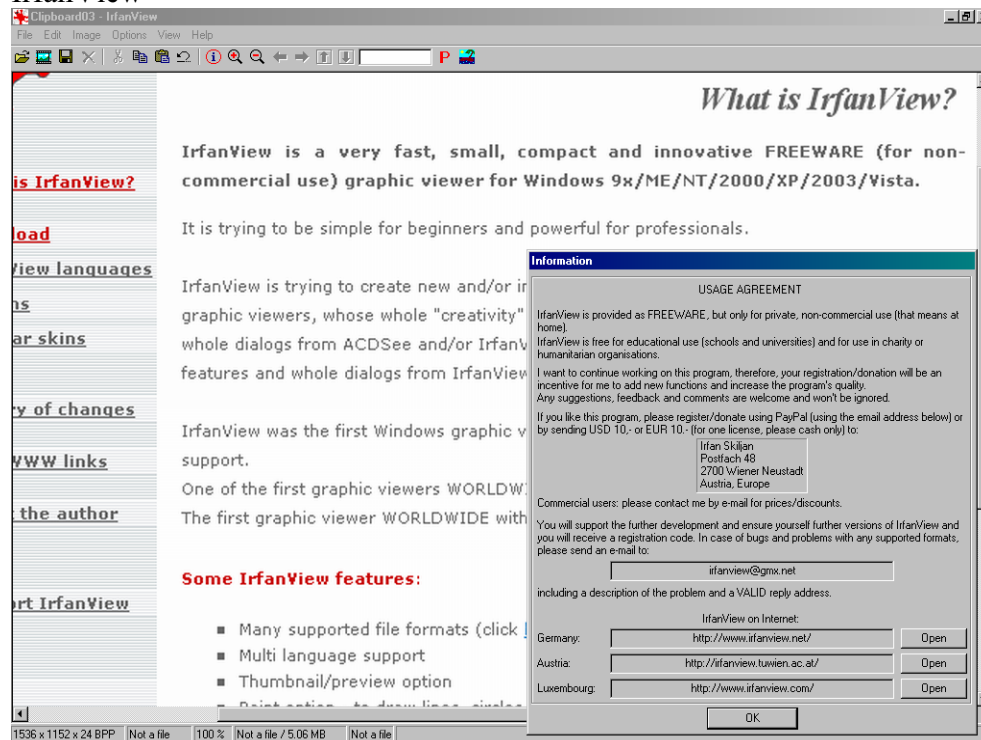 IrfanView
Clipboard03 - IrfanView
File Edit Image Options View Help
P
What is IrfanView?
IrfanView is a very fast, small, compact and innovative FREEWARE (for non-
commercial use) graphic viewer for Windows 9x/ME/NT/2000/XP/2003/Vista.
is IrfanView?
It is trying to be simple for beginners and powerful for professionals.
load
View languages
IrfanView is trying to create new and/or in
ns
graphic viewers, whose whole "creativity"
ar skins
whole dialogs from ACDSee and/or IrfanV
features and whole dialogs from IrfanView
ry of changes
IrfanView was the first Windows graphic v
WWW links
support.
One of the first graphic viewers WORLDW
: the author
The first graphic viewer WORLDWIDE with
Some IrfanView features:
ort IrfanView
Many supported file formats (click
Multi language support
Thumbnail/preview option
Paint option - to draw lines, circles
Information
USAGE AGREEMENT
IrfanView is provided as FREEWARE, but only for private, non-commercial use (that means at
home).
IrfanView is free for educational use (schools and universities) and for use in charity or
humanitarian organisations.
I want to continue working on this program, therefore, your registration/donation will be an
incentive for me to add new functions and increase the program's quality.
Any suggestions, feedback and comments are welcome and won't be ignored.
If you like this program, please register/donate using PayPal (using the email address below) or
by sending USD 10,- or EUR 10.- (for one license, please cash only) to:
Irfan Skiljan
Postfach 48
2700 Wiener Neustadt
Austria, Europe
Commercial users: please contact me by e-mail for prices/discounts.
You will support the further development and ensure yourself further versions of IrfanView and
you will receive a registration code. In case of bugs and problems with any supported formats,
please send an e-mail to:
irfanview@gmx.net
including a description of the problem and a VALID reply address.
IrfanView on Internet:
Germany: http://www.irfanview.net/ Open
Austria: http://irfanview.tuwien.ac.at/ Open
Luxembourg: http://www.irfanview.com/ Open
OK
1536 x 1152 x 24 BPP Not a file 100 % Not a file / 5.06 MB Not a file